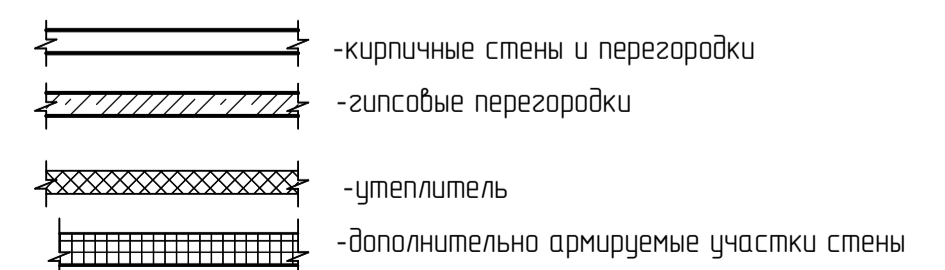 -кирпичные стены и перегородки
-гипсовые перегородки
-утеплитель
-дополнительно армируемые участки стены